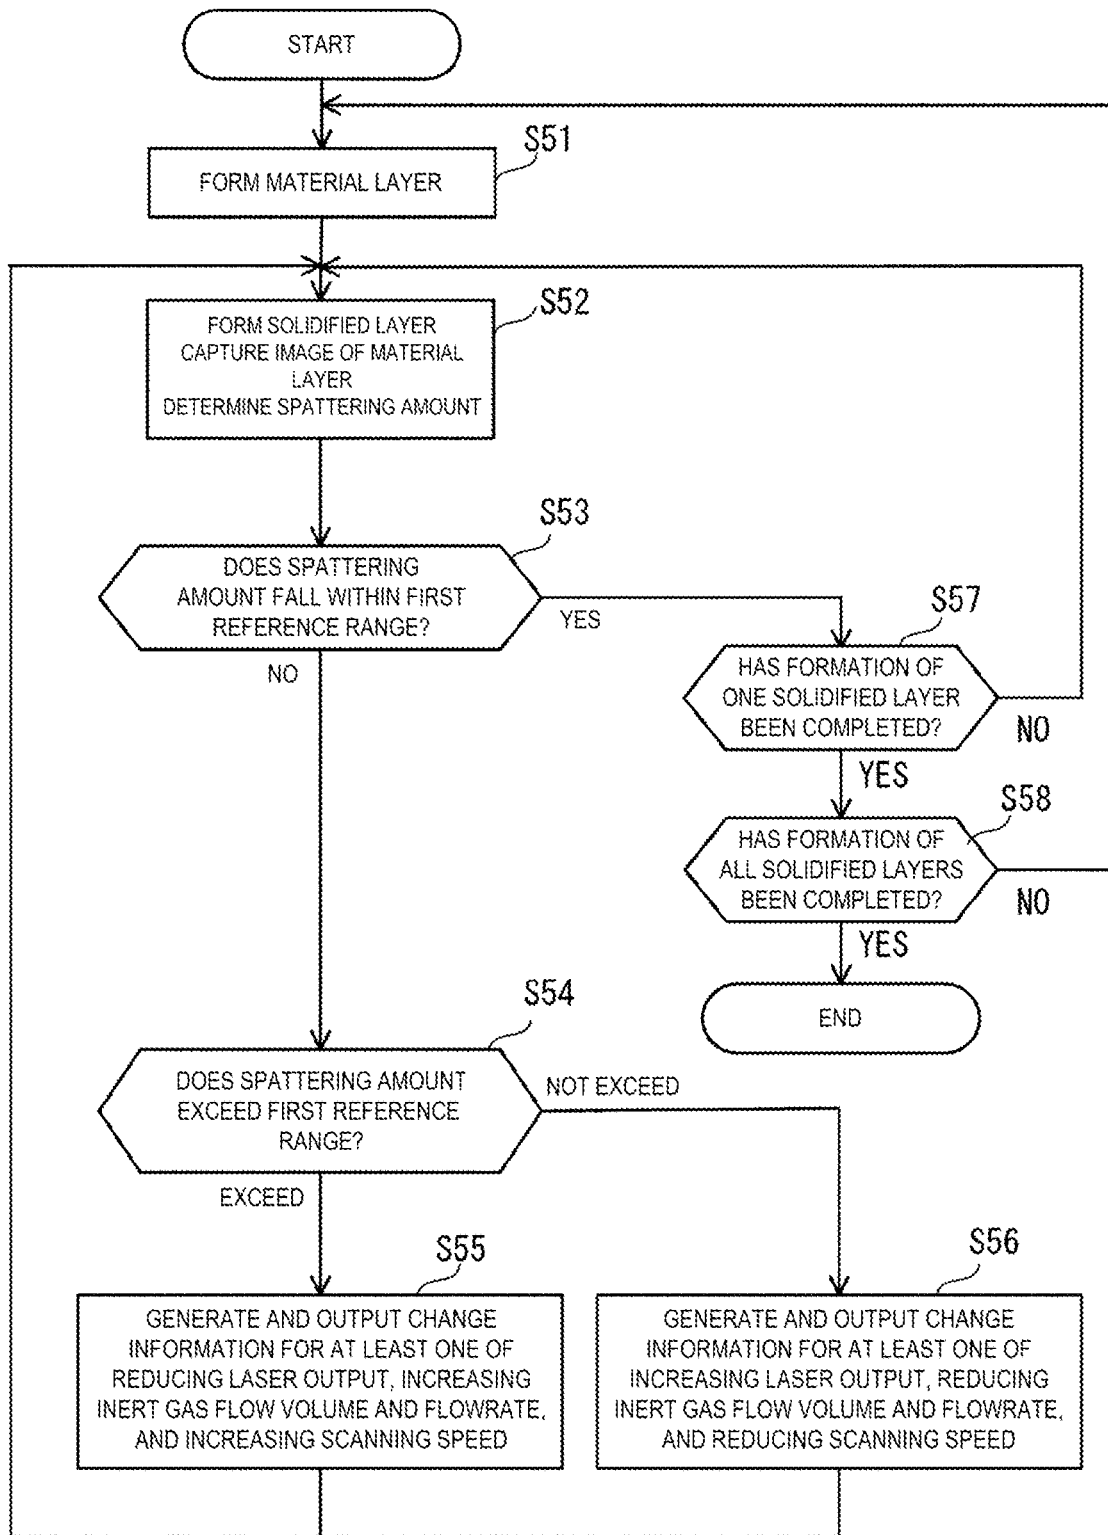 START
S51
FORM MATERIAL LAYER
S52
FORM SOLIDIFIED LAYER
CAPTURE IMAGE OF MATERIAL
LAYER
DETERMINE SPATTERING AMOUNT
S53
DOES SPATTERING
AMOUNT FALL WITHIN FIRST
REFERENCE RANGE?
YES
NO
S57
HAS FORMATION OF
ONE SOLIDIFIED LAYER
BEEN COMPLETED?
NO
YES
S58
HAS FORMATION OF
ALL SOLIDIFIED LAYERS
BEEN COMPLETED?
NO
YES
END
S54
DOES SPATTERING AMOUNT
EXCEED FIRST REFERENCE
RANGE?
NOT EXCEED
EXCEED
S55
GENERATE AND OUTPUT CHANGE
INFORMATION FOR AT LEAST ONE OF
REDUCING LASER OUTPUT, INCREASING
INERT GAS FLOW VOLUME AND FLOWRATE,
AND INCREASING SCANNING SPEED
S56
GENERATE AND OUTPUT CHANGE
INFORMATION FOR AT LEAST ONE OF
INCREASING LASER OUTPUT, REDUCING
INERT GAS FLOW VOLUME AND FLOWRATE,
AND REDUCING SCANNING SPEED